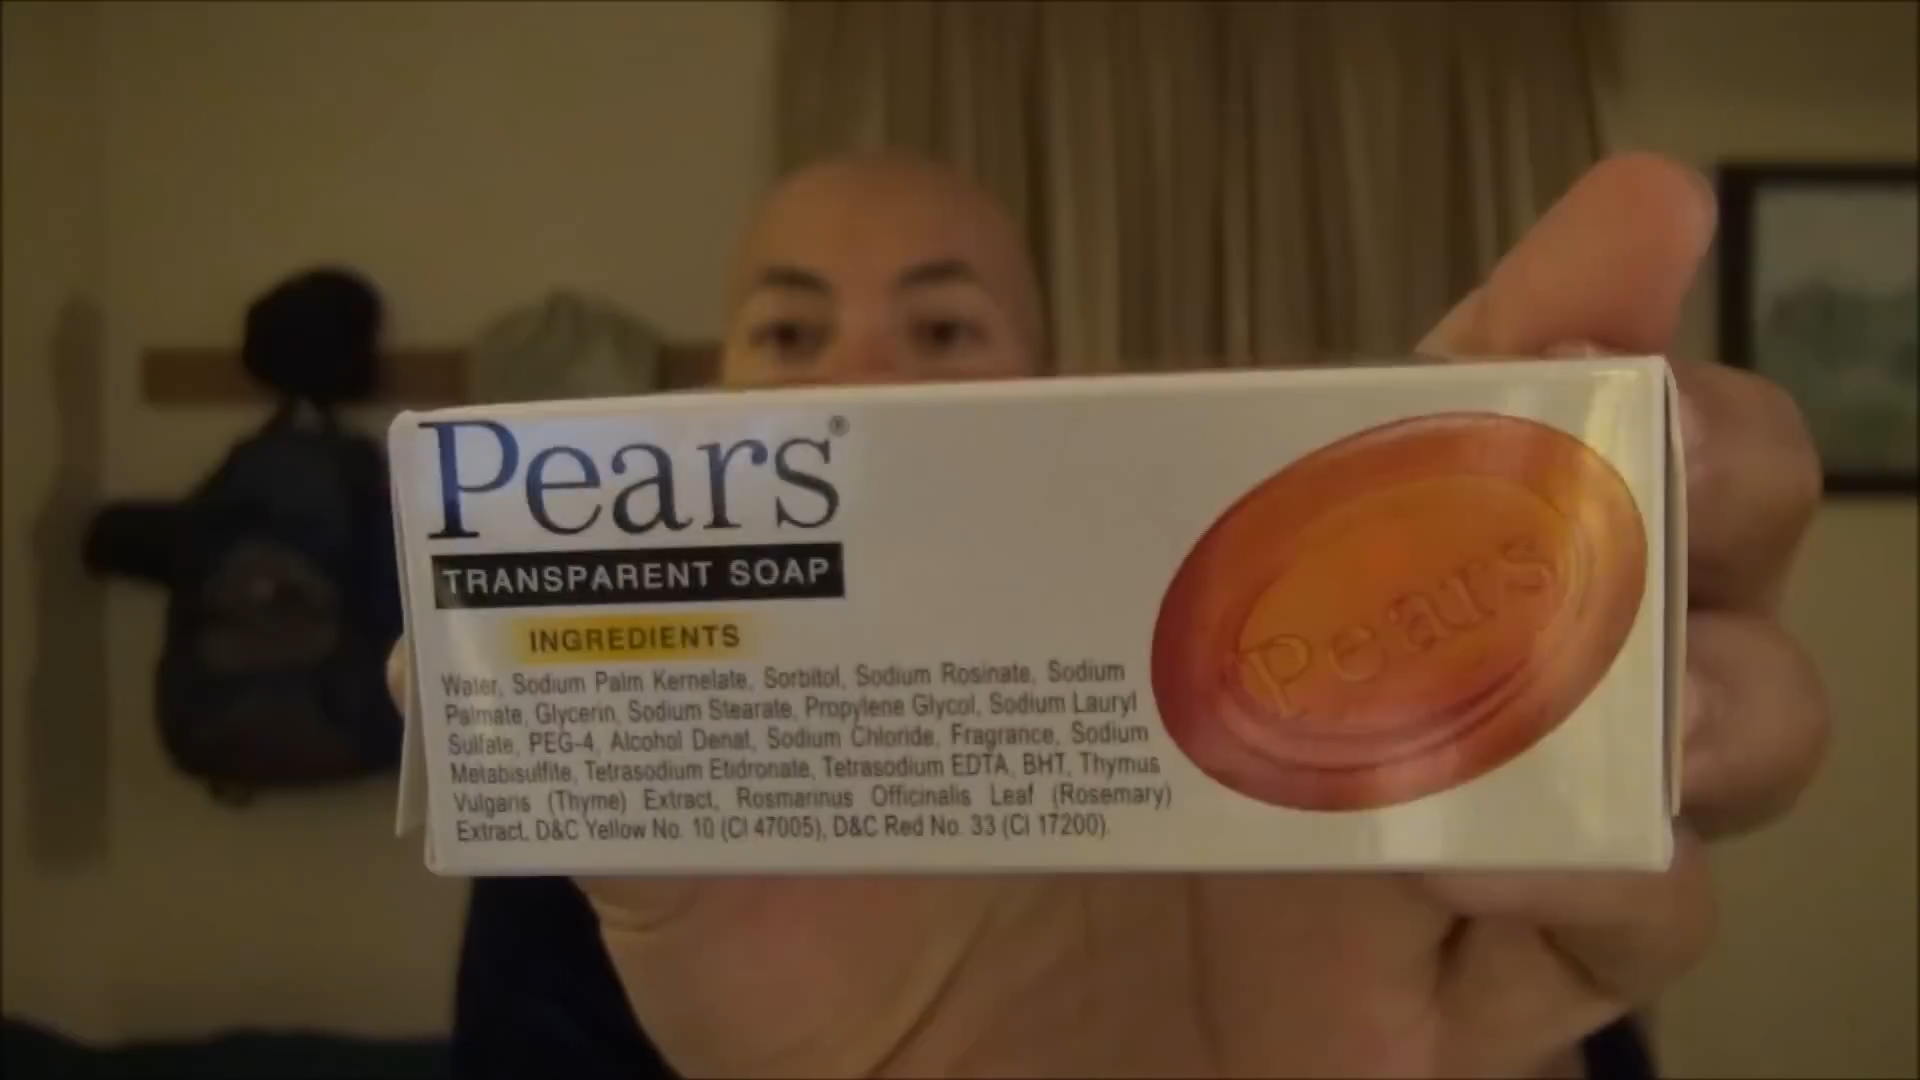 Pears®
TRANSPARENT SOAP
INGREDIENTS
Water, Sodium Palm Kernelate, Sorbitol, Sodium Rosinate, Sodium
Palmate, Glycerin, Sodium Stearate, Propylene Glycol, Sodium Lauryl
Sulfate, PEG-4, Alcohol Denat, Sodium Chloride, Fragrance, Sodium
Metabisulfite, Tetrasodium Etidronate, Tetrasodium EDTA, BHT, Thymus
Vulgaris (Thyme) Extract, Rosmarinus Officinalis Leaf (Rosemary)
Extract, D&C Yellow No. 10 (CI 47005), D&C Red No. 33 (CI 17200).
Pears